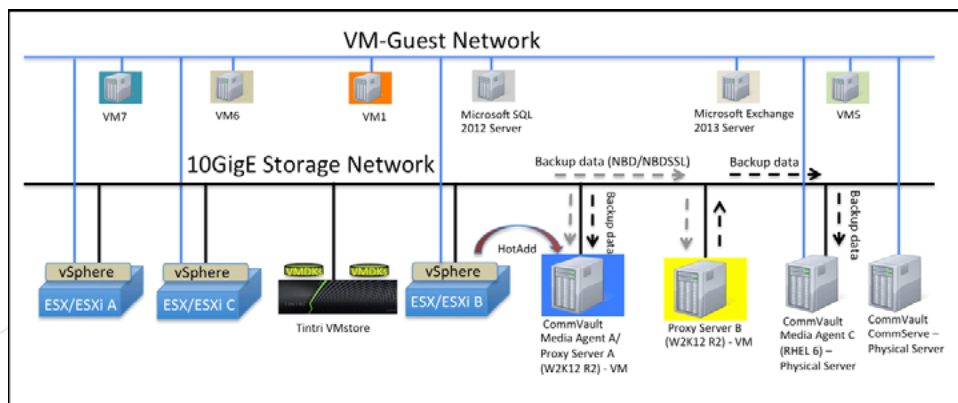 VM-Guest Network
VM7
VM6
VM1
Microsoft SQL
2012 Server
Microsoft Exchange
2013 Server
VM5
10GigE Storage Network
Backup data (NBD/NBDSSL)
Backup data
Backup data
Backup data
HotAdd
vSphere
ESX/ESXi A
vSphere
ESX/ESXi C
VMDK
VMDK
TINTRI
Tintri VMstore
vSphere
ESX/ESXi B
CommVault
Media Agent A/
Proxy Server A
(W2K12 R2) - VM
Proxy Server B
(W2K12 R2) - VM
CommVault
Media Agent C
(RHEL 6) –
Physical Server
CommVault
CommServe –
Physical Server